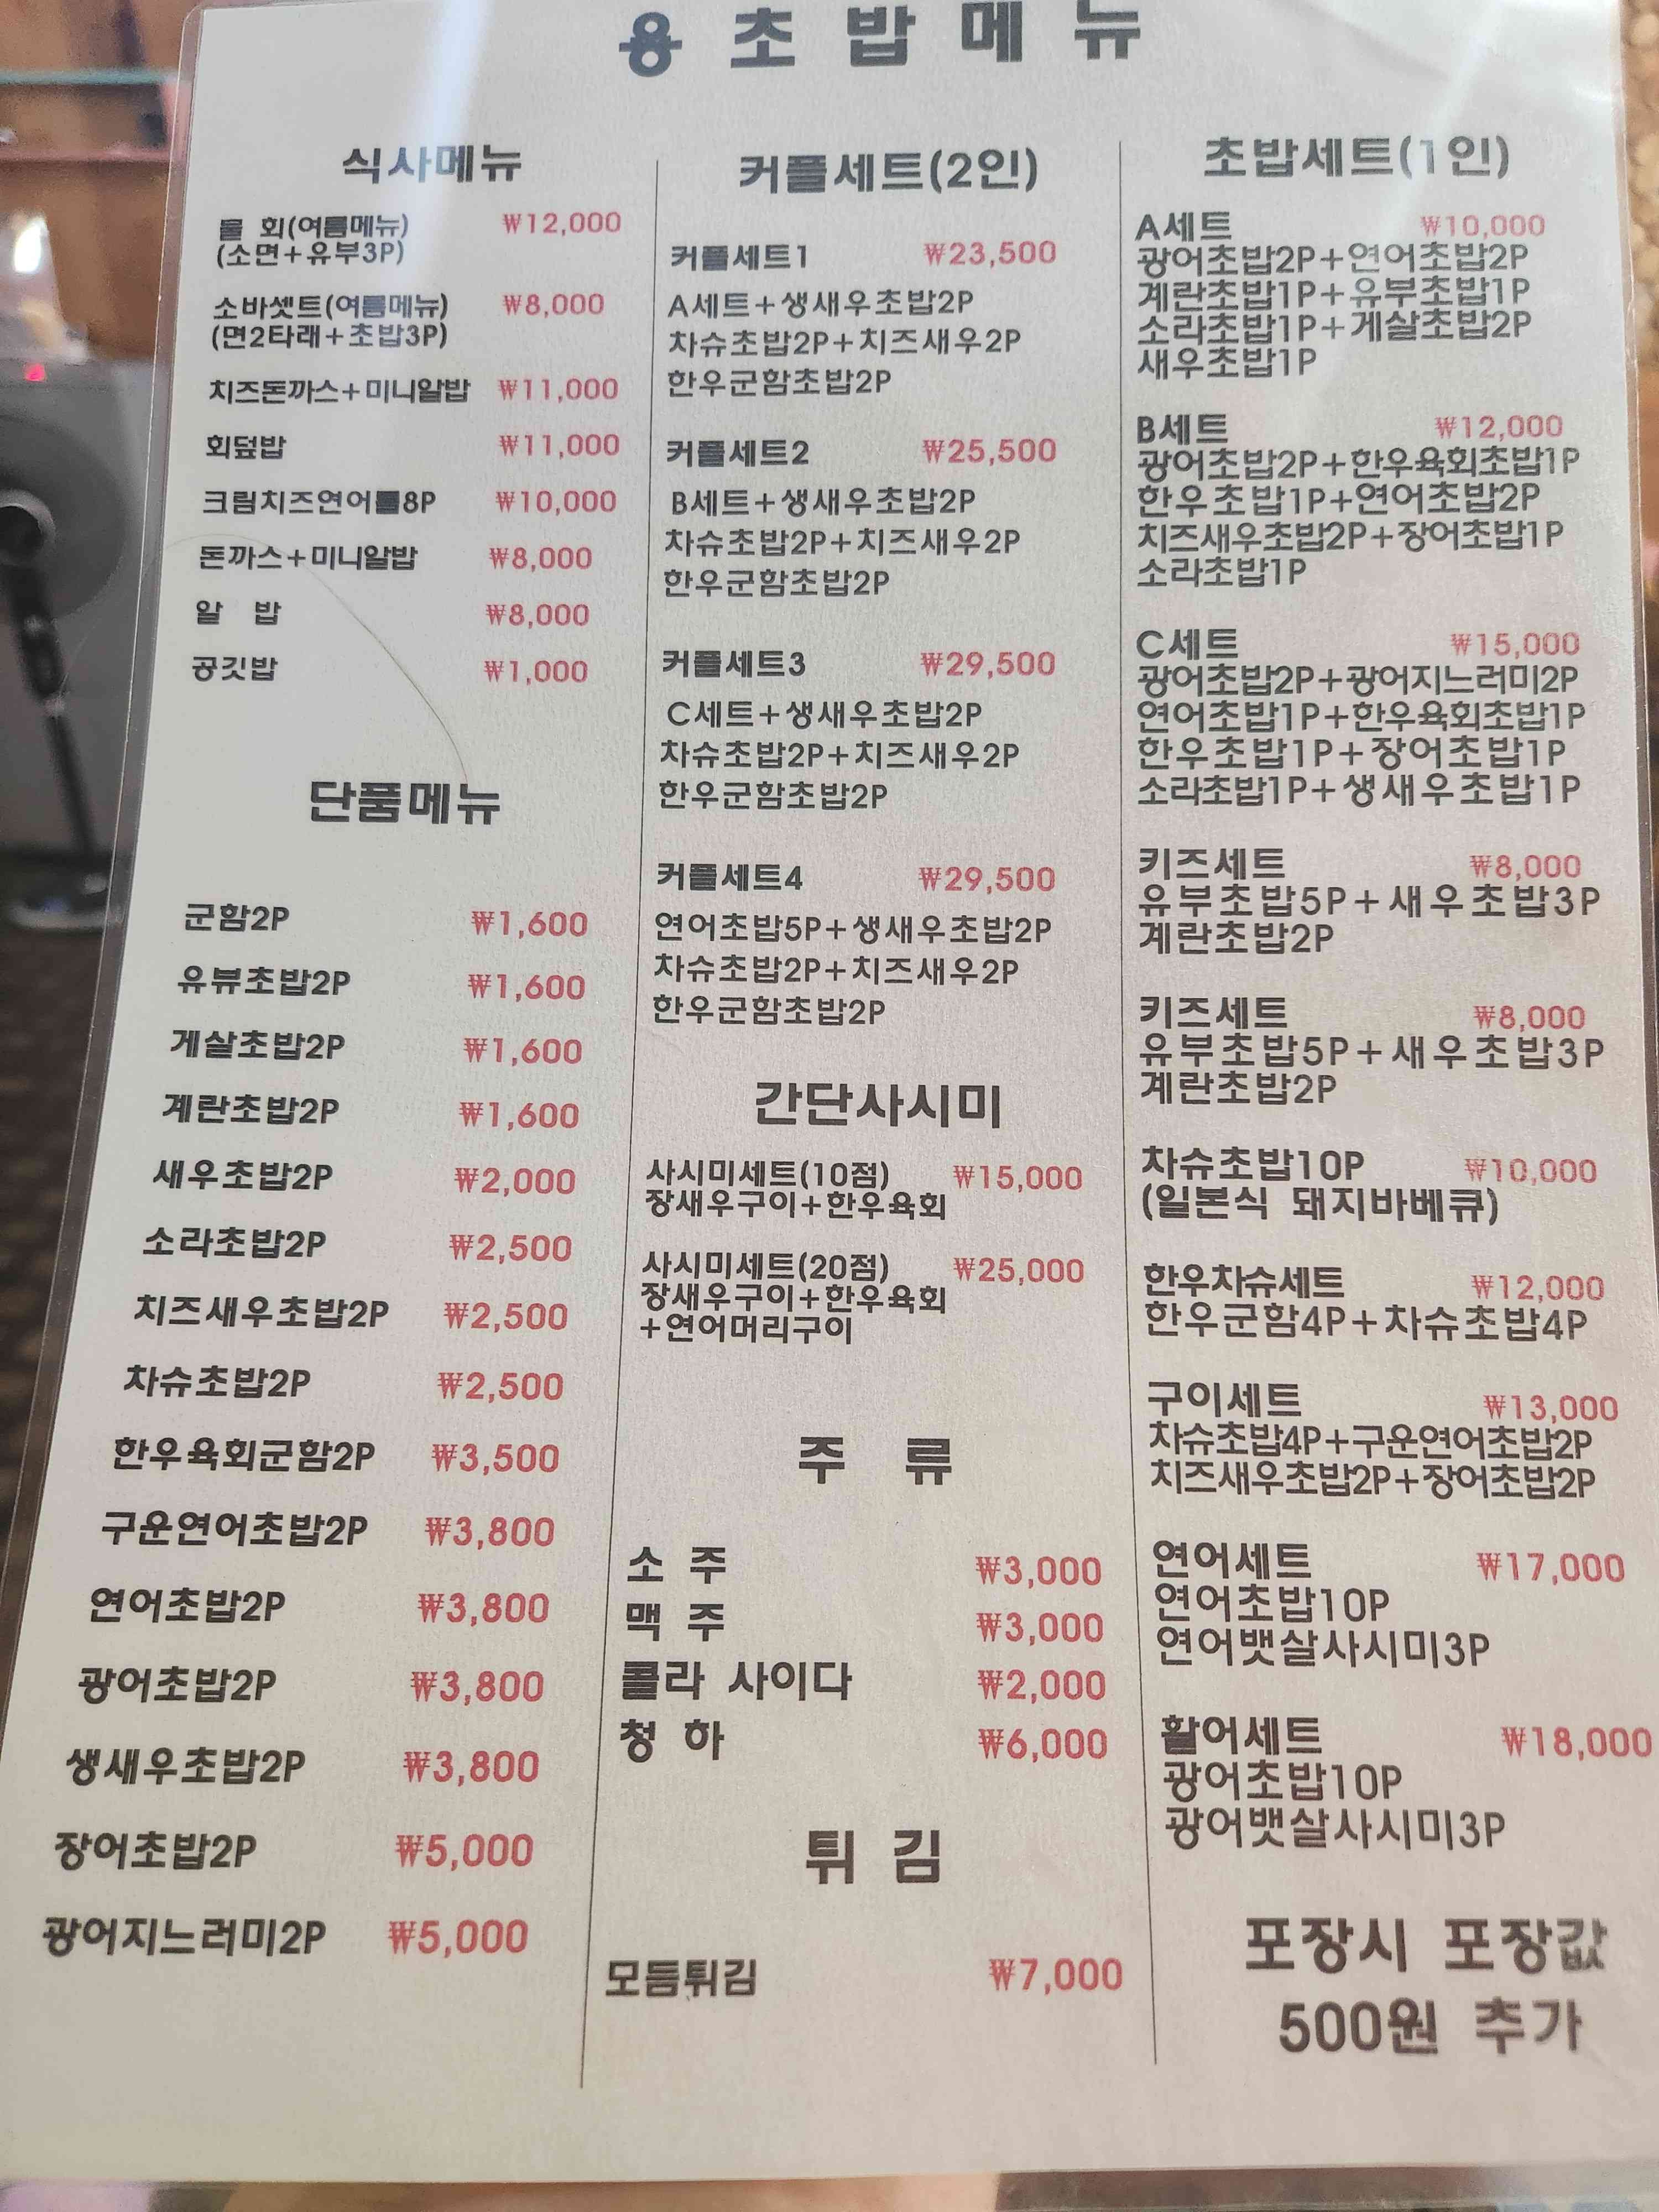 용 초 밥 메 뉴
식사메뉴
물 회(여름메뉴) ₩12,000
(소면+유부3P)
소바셋트(여름메뉴) ₩8,000
(면2타래+초밥3P)
치즈돈까스+미니알밥 ₩11,000
회덮밥 ₩11,000
크림치즈연어롤8P ₩10,000
돈까스+미니알밥 ₩8,000
알 밥 ₩8,000
공깃밥 ₩1,000
단품메뉴
군함2P ₩1,600
유뷰초밥2P ₩1,600
게살초밥2P ₩1,600
계란초밥2P ₩1,600
새우초밥2P ₩2,000
소라초밥2P ₩2,500
치즈새우초밥2P ₩2,500
차슈초밥2P ₩2,500
한우육회군함2P ₩3,500
구운연어초밥2P ₩3,800
연어초밥2P ₩3,800
광어초밥2P ₩3,800
생새우초밥2P ₩3,800
장어초밥2P ₩5,000
광어지느러미2P ₩5,000
커플세트(2인)
커플세트1 ₩23,500
A세트+생새우초밥2P
차슈초밥2P+치즈새우2P
한우군함초밥2P
커플세트2 ₩25,500
B세트+생새우초밥2P
차슈초밥2P+치즈새우2P
한우군함초밥2P
커플세트3 ₩29,500
C세트+생새우초밥2P
차슈초밥2P+치즈새우2P
한우군함초밥2P
커플세트4 ₩29,500
연어초밥5P+생새우초밥2P
차슈초밥2P+치즈새우2P
한우군함초밥2P
간단사시미
사시미세트(10점) ₩15,000
장새우구이+한우육회
사시미세트(20점) ₩25,000
장새우구이+한우육회
+연어머리구이
주 류
소 주 ₩3,000
맥 주 ₩3,000
콜라 사이다 ₩2,000
청 하 ₩6,000
튀 김
모듬튀김 ₩7,000
초밥세트(1인)
A세트 ₩10,000
광어초밥2P+연어초밥2P
계란초밥1P+유부초밥1P
소라초밥1P+게살초밥2P
새우초밥1P
B세트 ₩12,000
광어초밥2P+한우육회초밥1P
한우초밥1P+연어초밥2P
치즈새우초밥2P+장어초밥1P
소라초밥1P
C세트 ₩15,000
광어초밥2P+광어지느러미2P
연어초밥1P+한우육회초밥1P
한우초밥1P+장어초밥1P
소라초밥1P+생새우초밥1P
키즈세트 ₩8,000
유부초밥5P+새우초밥3P
계란초밥2P
키즈세트 ₩8,000
유부초밥5P+새우초밥3P
계란초밥2P
차슈초밥10P ₩10,000
(일본식 돼지바베큐)
한우차슈세트 ₩12,000
한우군함4P+차슈초밥4P
구이세트 ₩13,000
차슈초밥4P+구운연어초밥2P
치즈새우초밥2P+장어초밥2P
연어세트 ₩17,000
연어초밥10P
연어뱃살사시미3P
활어세트 ₩18,000
광어초밥10P
광어뱃살사시미3P
포장시 포장값
500원 추가